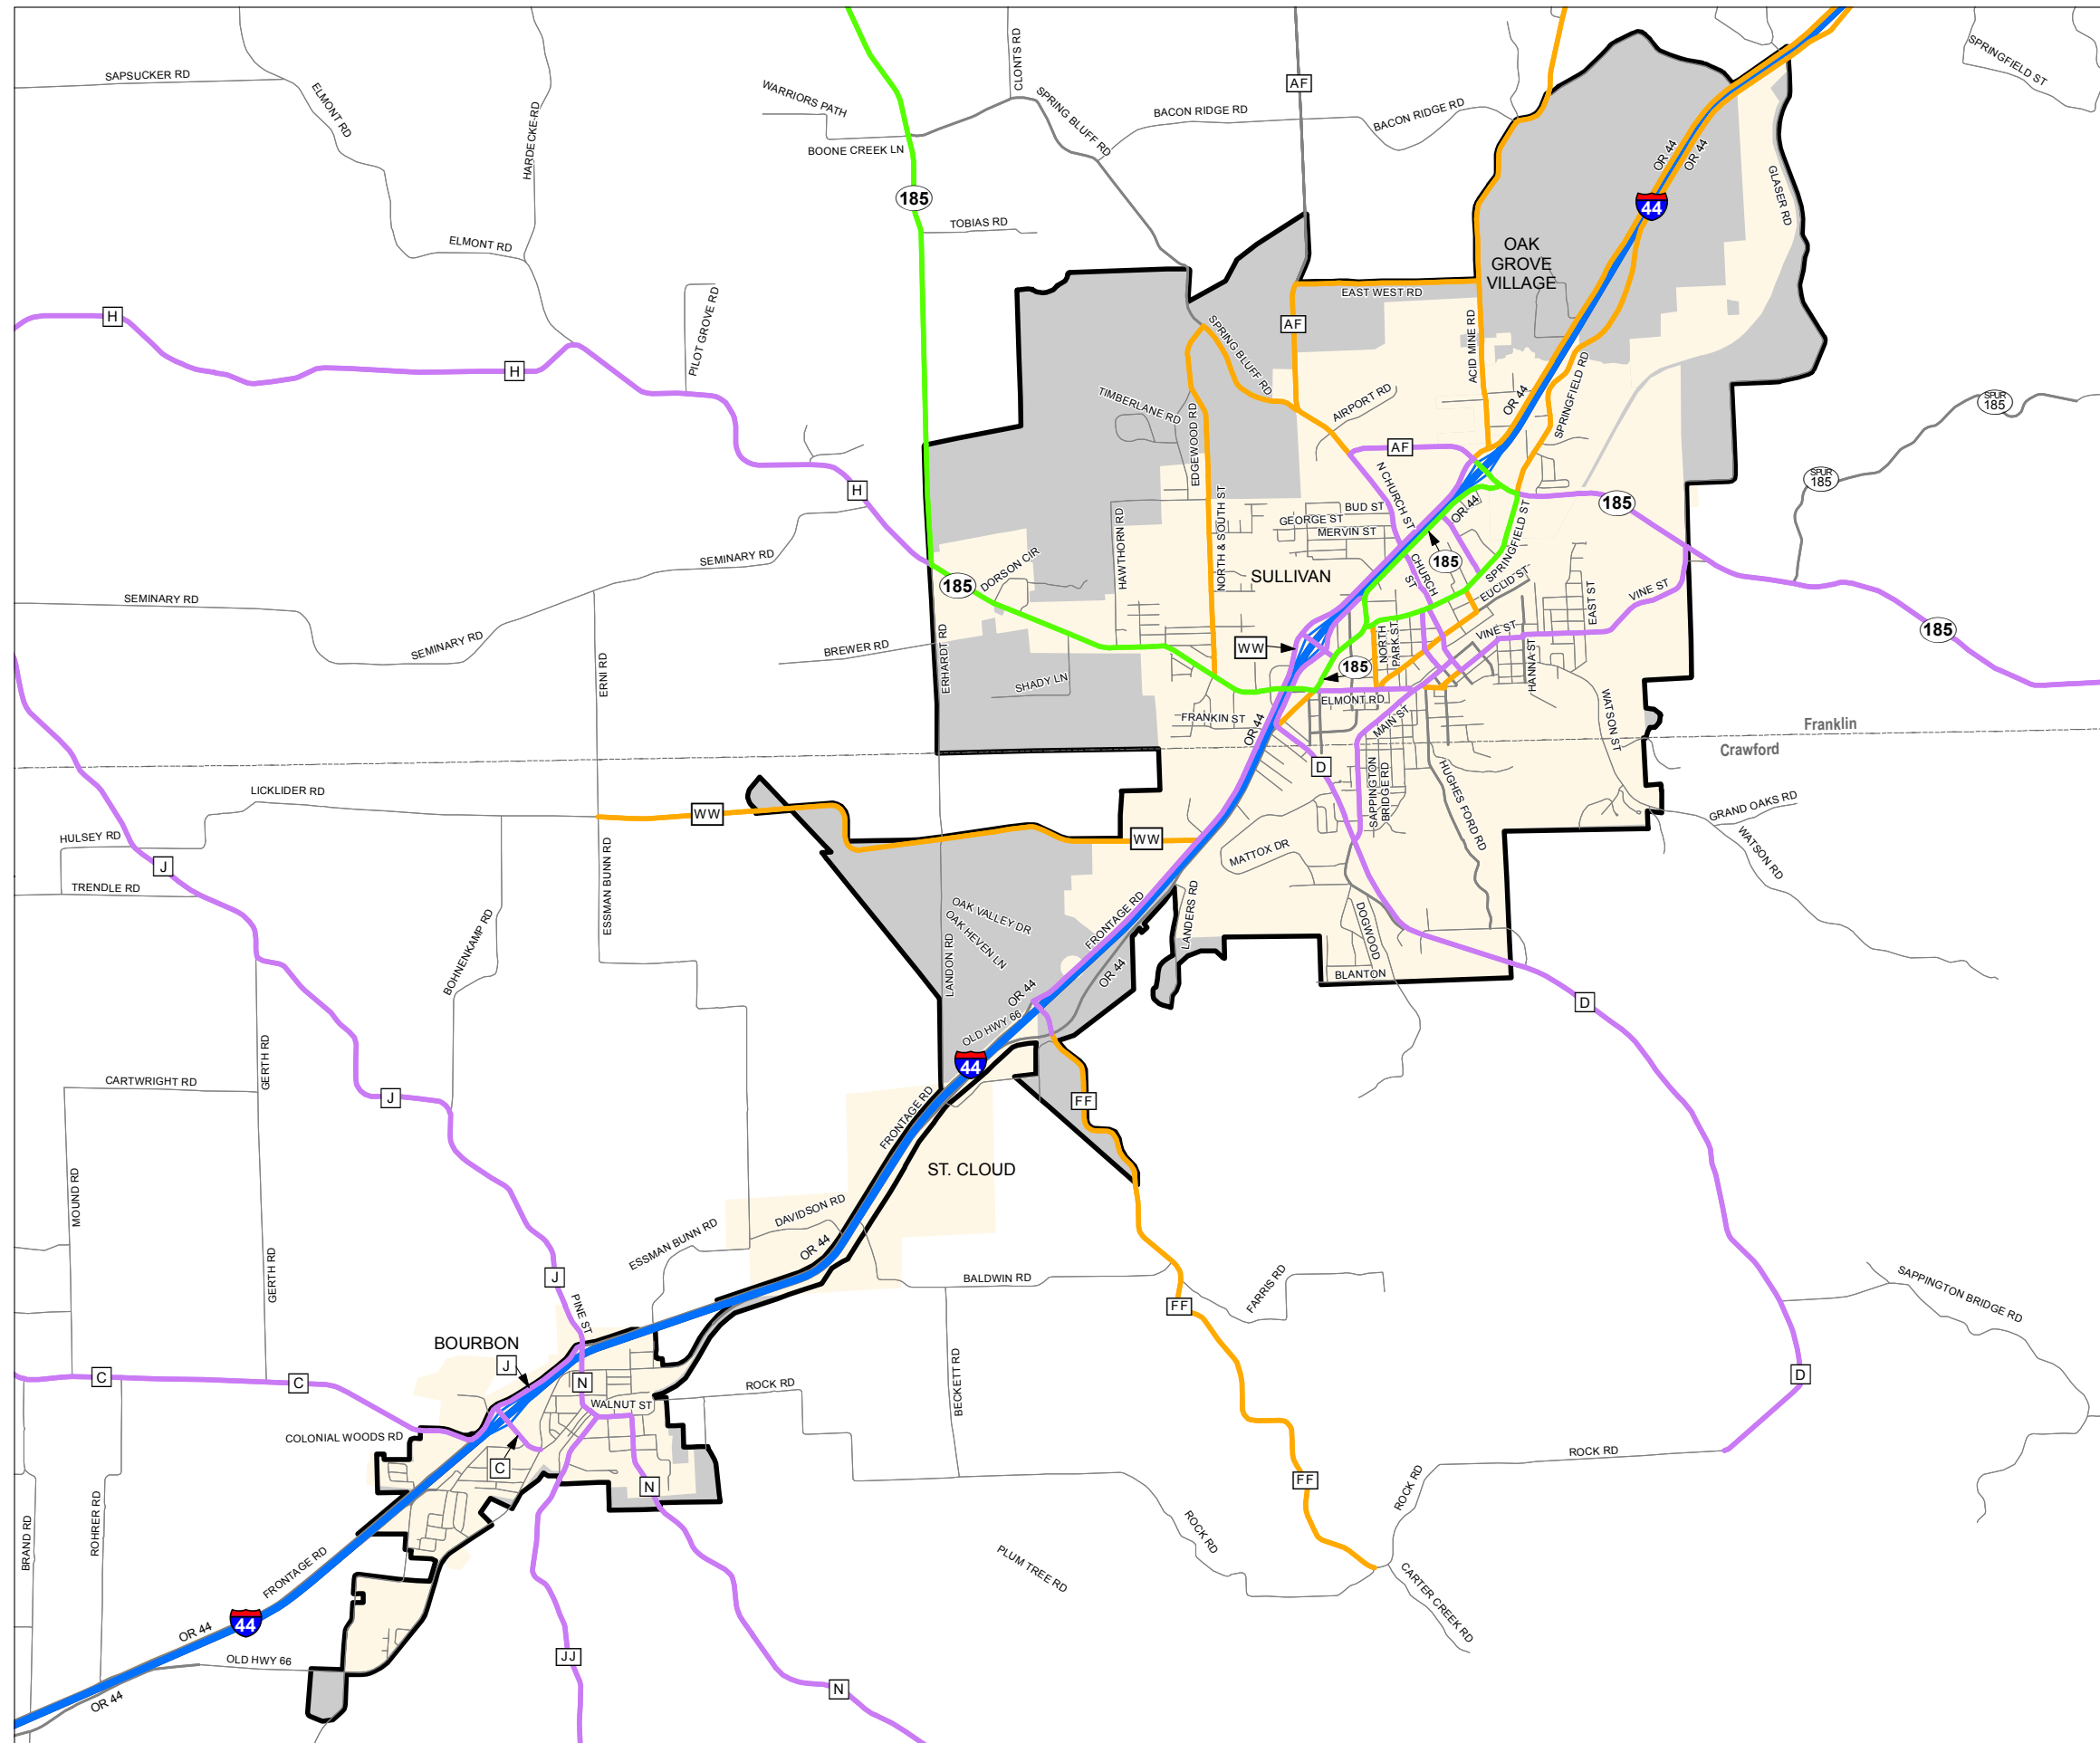 SAPSUCKER RD
ELMONT RD
HARDECKE RD
WARRIORS PATH
CLONTS RD
SPRING BLUFF RD
AF
BACON RIDGE RD
BACON RIDGE RD
SPRINGFIELD ST
BOONE CREEK LN
OR 44
OR 44
185
44
GLASER RD
TOBIAS RD
ELMONT RD
OAK
GROVE
VILLAGE
EAST WEST RD
H
PILOT GROVE RD
AF
SPRING BLUFF RD
ACID MINE RD
H
TIMBERLANE RD
EDGEWOOD RD
AIRPORT RD
OR 44
SPRINGFIELD RD
SPUR
185
AF
N CHURCH ST
H
SPUR
185
HAWTHORN RD
NORTH & SOUTH ST
BUD ST
GEORGE ST
MERVIN ST
OR 44
185
SEMINARY RD
DORSON CIR
185
SULLIVAN
CHURCH
ST
185
SPRINGFIELD ST
EUCLID ST
EAST ST
VINE ST
SEMINARY RD
SEMINARY RD
BREWER RD
ERHARDT RD
WW
NORTH
PARK ST
VINE ST
HANNA ST
185
ERNI RD
SHADY LN
185
ELMONT RD
FRANKIN ST
OR 44
MAIN ST
WATSON ST
Franklin
Crawford
D
LICKLIDER RD
WW
SAPPINGTON
BRIDGE RD
HUGHES FORD RD
GRAND OAKS RD
HULSEY RD
WW
MATTOX DR
WATSON RD
J
TRENDLE RD
ESSMAN BUNN RD
BOHNENKAMP RD
OAK VALLEY DR
OAK HEVEN LN
LANDON RD
FRONTAGE RD
LANDERS RD
DOGWOOD
BLANTON
OR 44
OR 44
OLD HWY 66
D
44
GERTH RD
CARTWRIGHT RD
J
FF
FRONTAGE RD
MOUND RD
ST. CLOUD
DAVIDSON RD
ESSMAN BUNN RD
OR 44
GERTH RD
J
BALDWIN RD
FARRIS RD
SAPPINGTON BRIDGE RD
FF
PINE ST
BOURBON
J
C
C
N
ROCK RD
BECKETT RD
D
WALNUT ST
COLONIAL WOODS RD
C
N
ROCK RD
FF
ROCK RD
BRAND RD
ROHRER RD
ROCK RD
FRONTAGE RD
PLUM TREE RD
CARTER CREEK RD
44
OR 44
OLD HWY 66
JJ
N
OR 44